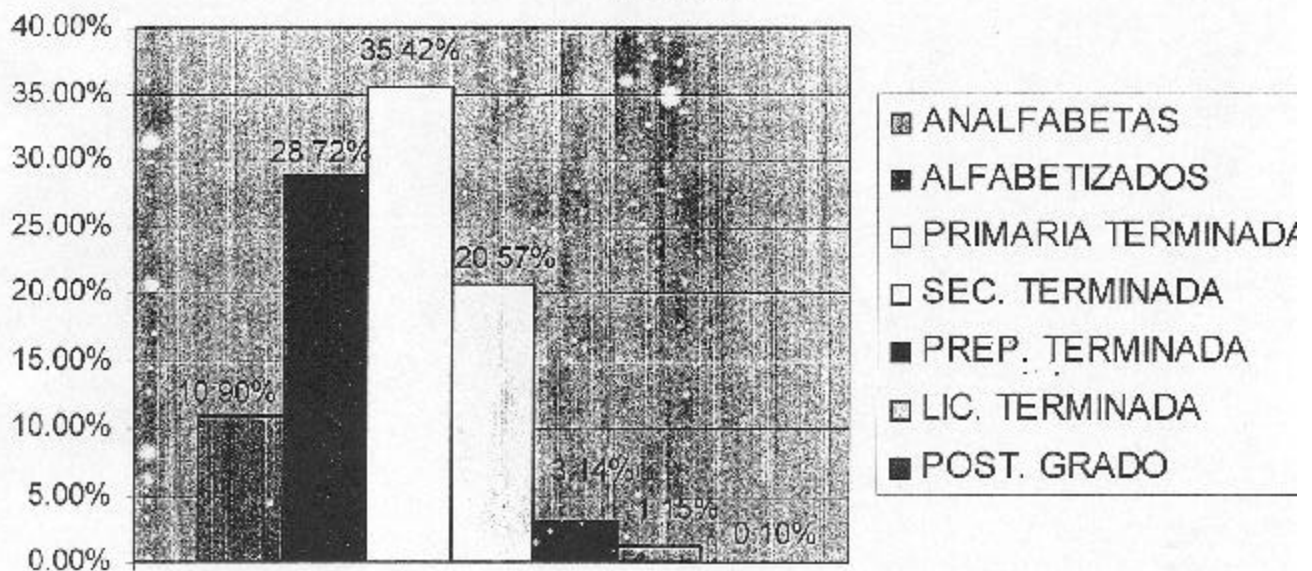 40.00%
35.00%
30.00%
25.00%
20.00%
15.00%
10.00%
5.00%
0.00%
10.90%
28.72%
35.42%
20.57%
3.14%
1.15%
0.10%
ANALFABETAS
ALFABETIZADOS
PRIMARIA TERMINADA
SEC. TERMINADA
PREP. TERMINADA
LIC. TERMINADA
POST. GRADO